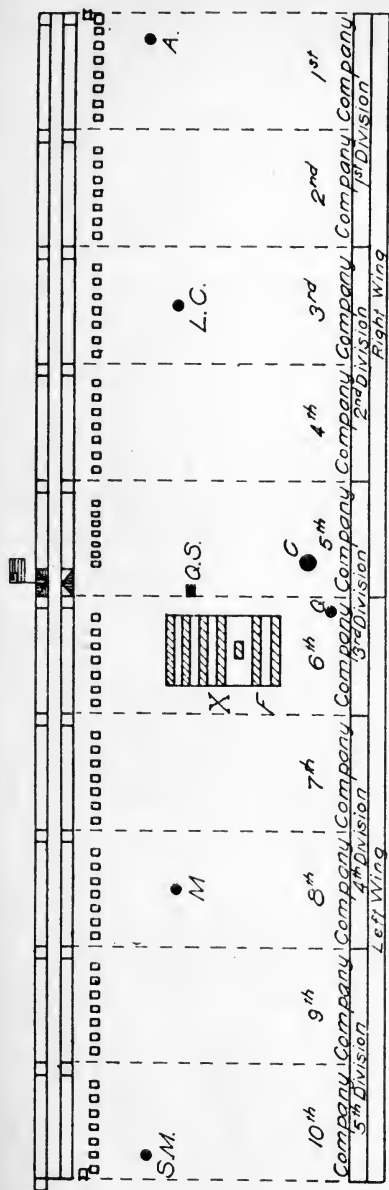 A.
S.M. M L.C.
Q.S.
X
F
C
Q
10th 9th 8th 7th 6th 5th 4th 3rd 2nd 1st
Company Company Company Company Company Company Company Company Company Company
5th Division 4th Division 3rd Division 2nd Division 1st Division
Left Wing Right Wing